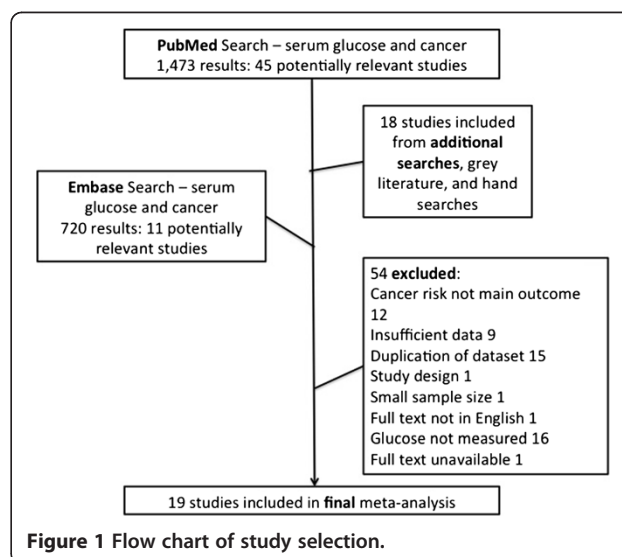 PubMed Search – serum glucose and cancer
1,473 results: 45 potentially relevant studies
18 studies included
from additional
searches, grey
literature, and hand
searches
Embase Search – serum
glucose and cancer
720 results: 11 potentially
relevant studies
54 excluded:
Cancer risk not main outcome
12
Insufficient data 9
Duplication of dataset 15
Study design 1
Small sample size 1
Full text not in English 1
Glucose not measured 16
Full text unavailable 1
19 studies included in final meta-analysis
Figure 1 Flow chart of study selection.